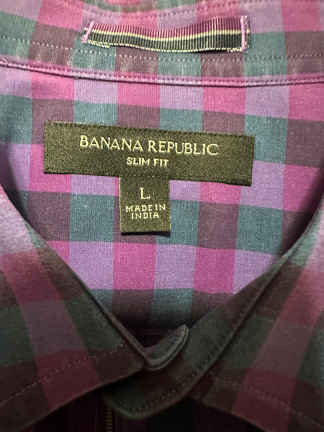 BANANA REPUBLIC
SLIM FIT
L
MADE IN
INDIA